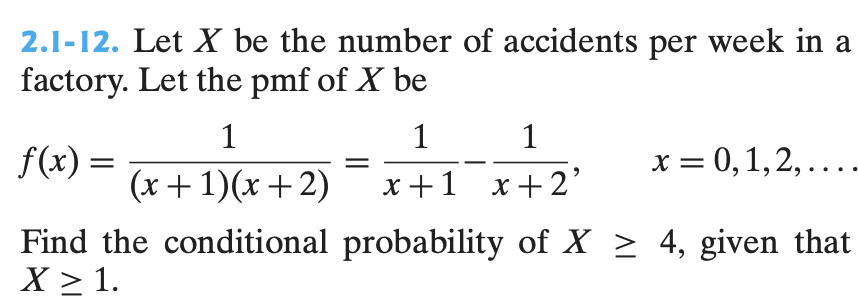 2.1-12. Let X be the number of accidents per week in a
factory. Let the pmf of X be
f(x) = 1/((x+1)(x+2)) = 1/(x+1) − 1/(x+2), x = 0,1,2,....
Find the conditional probability of X ≥ 4, given that
X ≥ 1.